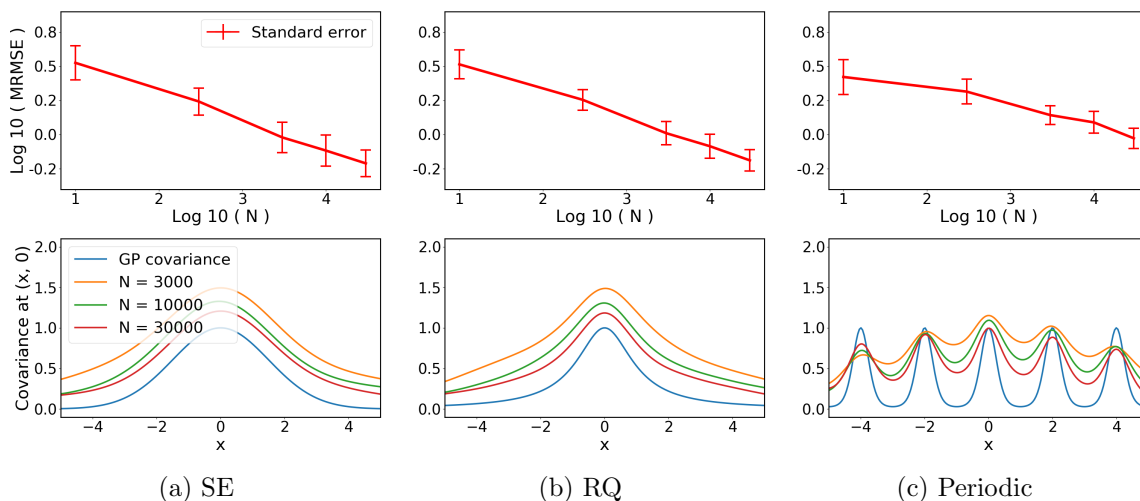 Log 10 ( MRMSE )
0.8
0.5
0.2
0.0
-0.2
Standard error
1 2 3 4
Log 10 ( N )
0.8
0.5
0.2
0.0
-0.2
1 2 3 4
Log 10 ( N )
0.8
0.5
0.2
0.0
-0.2
1 2 3 4
Log 10 ( N )
Covariance at (x, 0)
2.0
1.5
1.0
0.5
0.0
GP covariance
N = 3000
N = 10000
N = 30000
−4 −2 0 2 4
x
2.0
1.5
1.0
0.5
0.0
−4 −2 0 2 4
x
2.0
1.5
1.0
0.5
0.0
−4 −2 0 2 4
x
(a) SE
(b) RQ
(c) Periodic